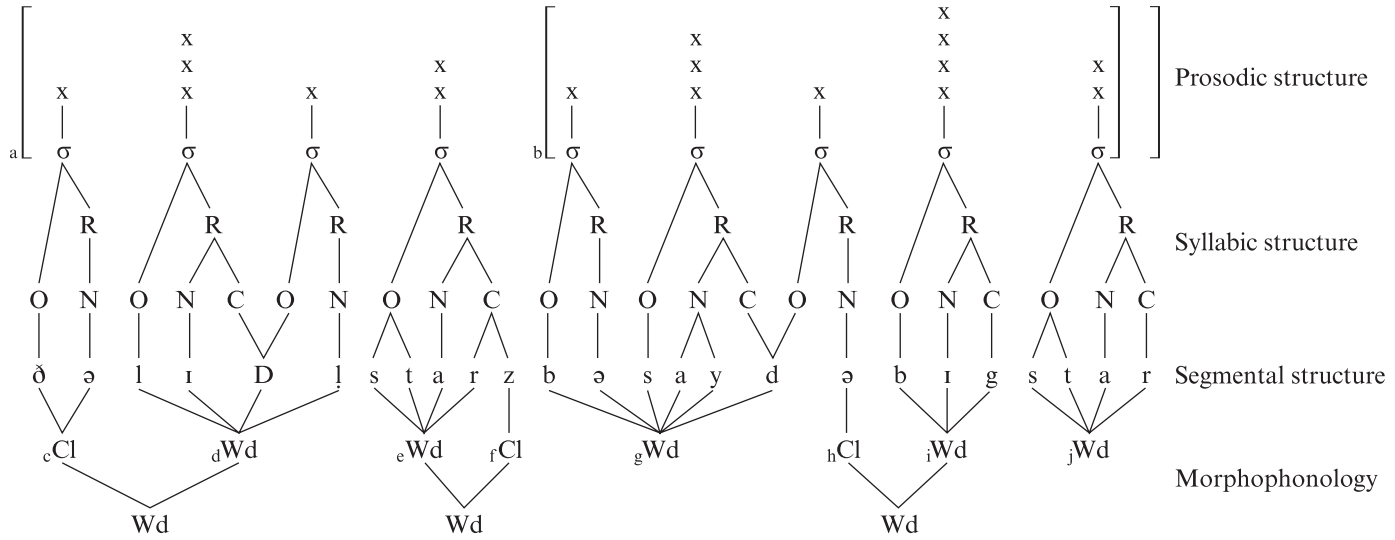 x
x x
x x x x x
x x x x x x x x x Prosodic structure
a σ σ σ σ b σ σ σ σ σ
R R R R R R R R R Syllabic structure
O N O N C O N O N C O N O N C O N O N C O N C
ð ə l ɪ D l̩ s t a r z b ə s a y d ə b ɪ g s t a r Segmental structure
cCl dWd eWd fCl gWd hCl iWd jWd
Morphophonology
Wd Wd Wd